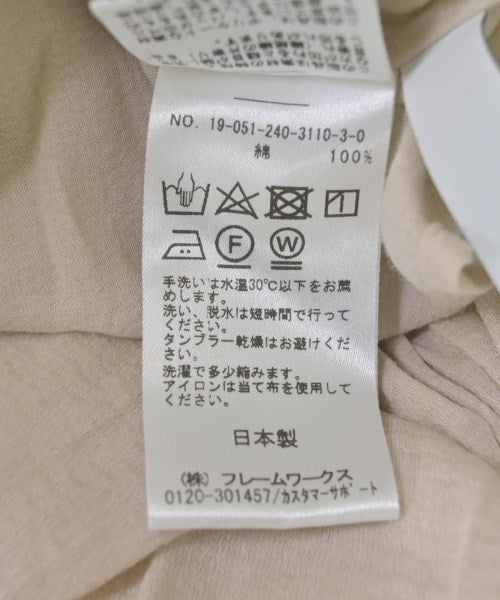 NO. 19-051-240-3110-3-0
綿 100%
F W
手洗いは水温30℃以下をお薦
めします。
洗い、脱水は短時間で行って
ください。
タンブラー乾燥はお避けくだ
さい。
洗濯で多少縮みます。
アイロンは当て布を使用して
ください。
日本製
(株) フレームワークス
0120-301457/カスタマーサポート